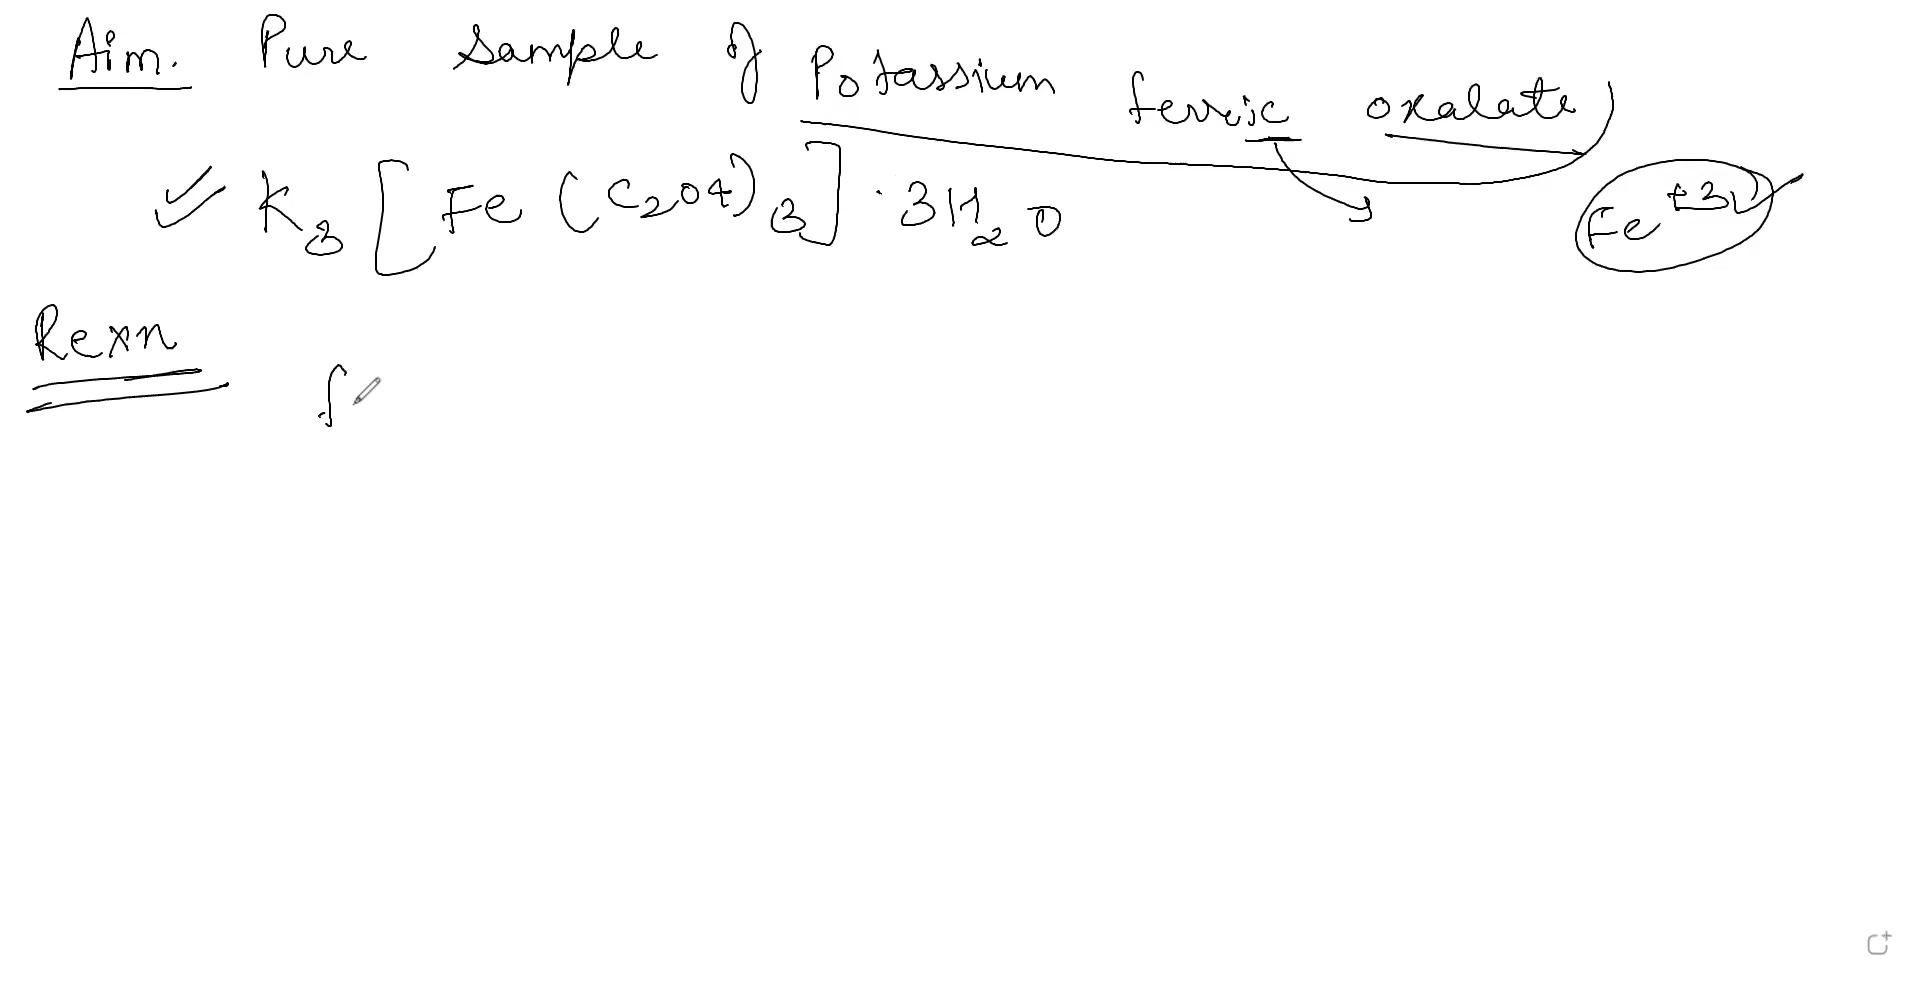 Aim. Pure Sample of Potassium ferric oxalate
K3[Fe(C2O4)3]·3H2O Fe+3
Rexn
f